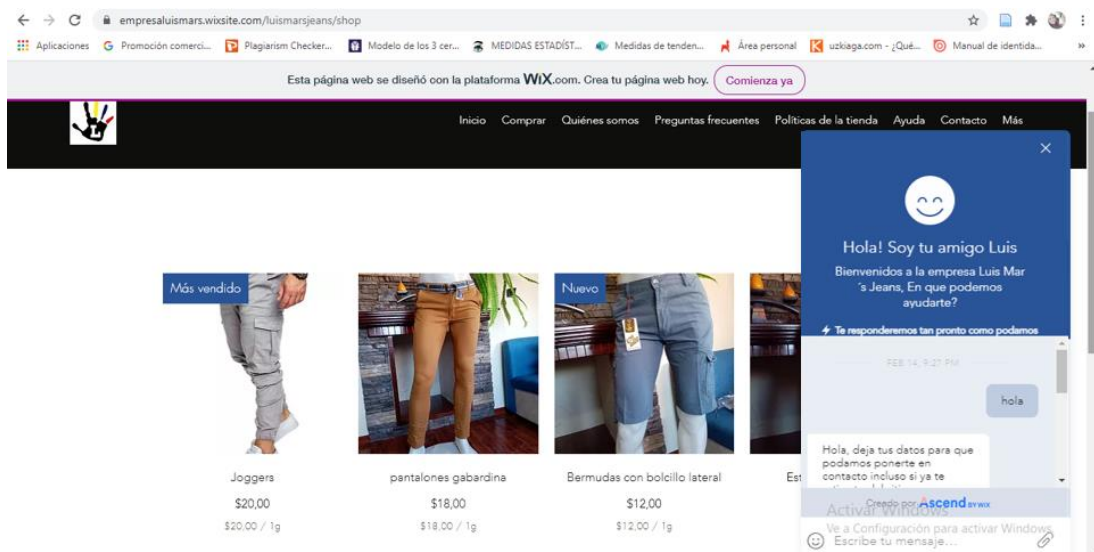 empresaluismars.wixsite.com/luismarsjeans/shop
Aplicaciones Promoción comerci... Plagiarism Checker... Modelo de los 3 cer... MEDIDAS ESTADÍST... Medidas de tenden... Área personal uzkiaga.com - ¿Qué... Manual de identida... »
Esta página web se diseñó con la plataforma WiX.com. Crea tu página web hoy. Comienza ya
L
Inicio Comprar Quiénes somos Preguntas frecuentes Políticas de la tienda Ayuda Contacto Más
Hola! Soy tu amigo Luis
Bienvenidos a la empresa Luis Mar
´s Jeans, En que podemos
ayudarte?
Te responderemos tan pronto como podamos
FEB 14, 9:27 PM
hola
Hola, deja tus datos para que
podamos ponerte en
contacto incluso si ya te
Creado por Ascend BY WIX
Activar Windows
Ve a Configuración para activar Windows.
Escribe tu mensaje...
Más vendido
Nuevo
Joggers
$20,00
$20,00 / 1g
pantalones gabardina
$18,00
$18,00 / 1g
Bermudas con bolcillo lateral
$12,00
$12,00 / 1g
Est